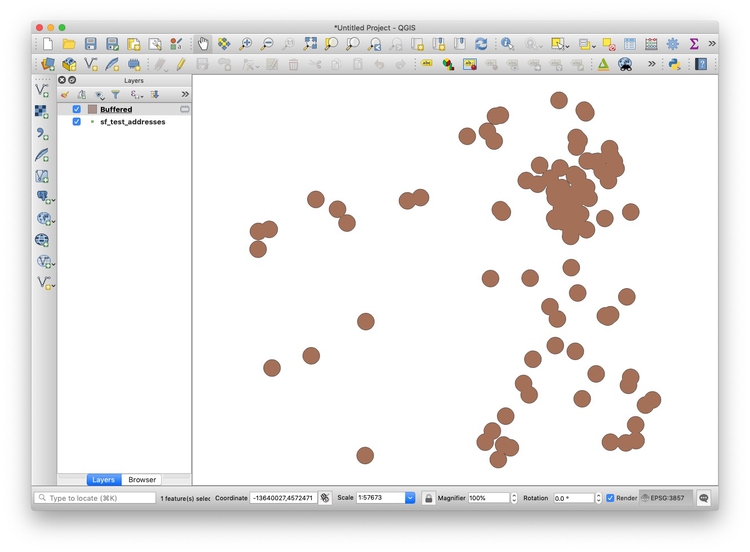 *Untitled Project - QGIS
Layers
Buffered
sf_test_addresses
Layers Browser
Type to locate (⌘K) 1 feature(s) selec Coordinate -13640027,4572471 Scale 1:57673 Magnifier 100% Rotation 0.0 ° Render EPSG:3857